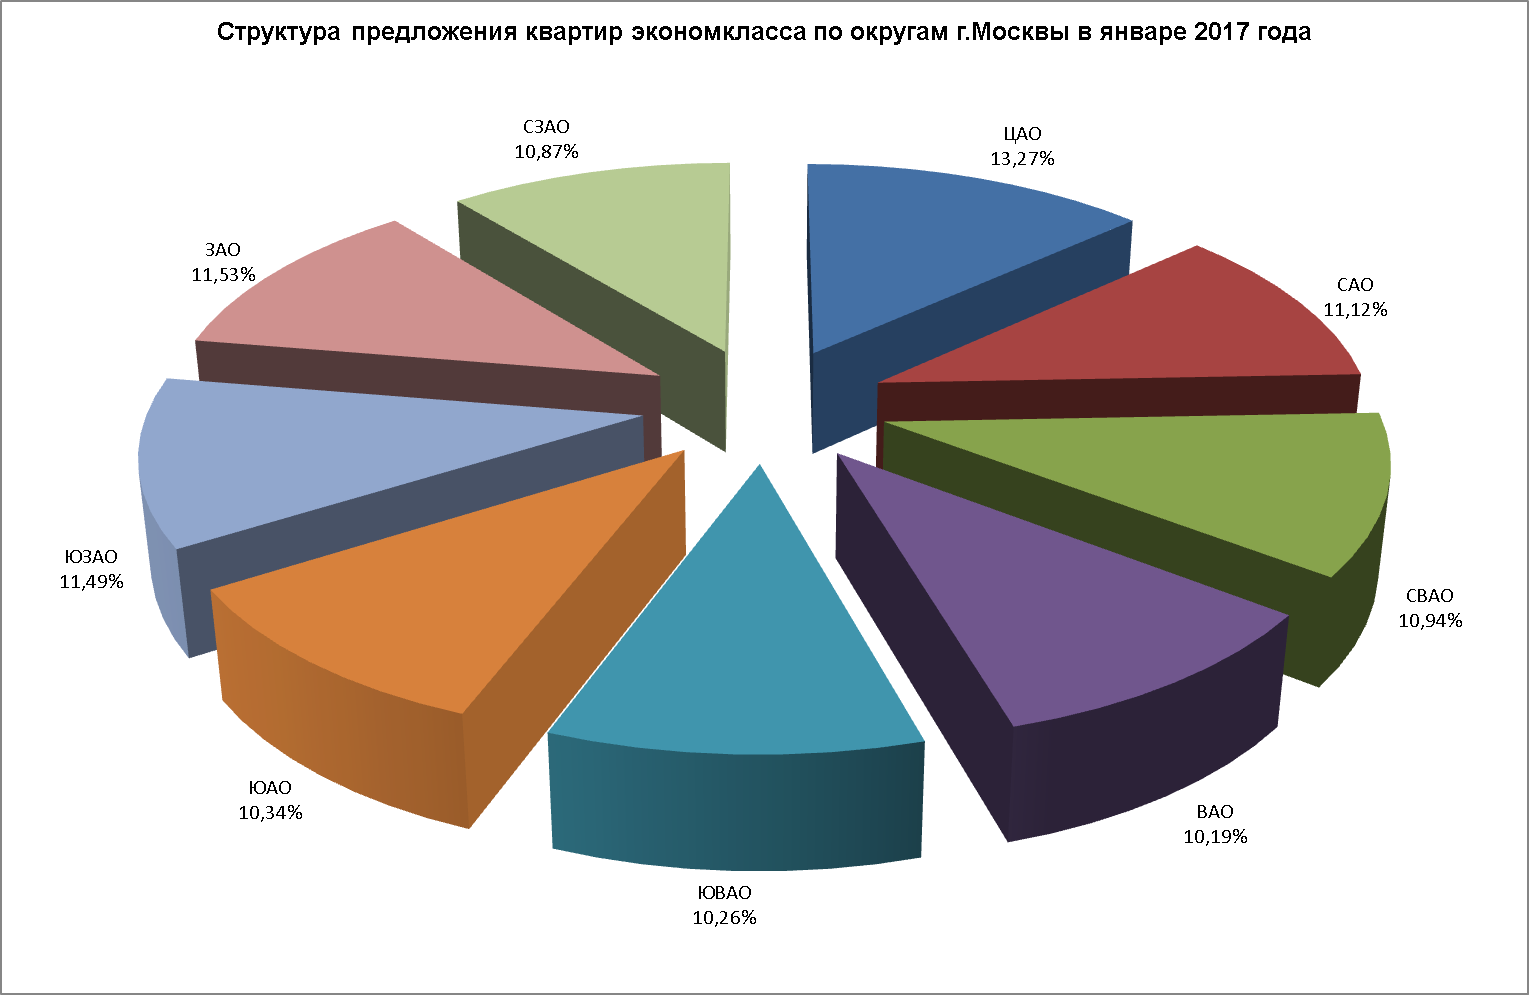 Структура предложения квартир экономкласса по округам г.Москвы в январе 2017 года
СЗАО
10,87%
ЦАО
13,27%
ЗАО
11,53%
САО
11,12%
ЮЗАО
11,49%
СВАО
10,94%
ЮАО
10,34%
ВАО
10,19%
ЮВАО
10,26%